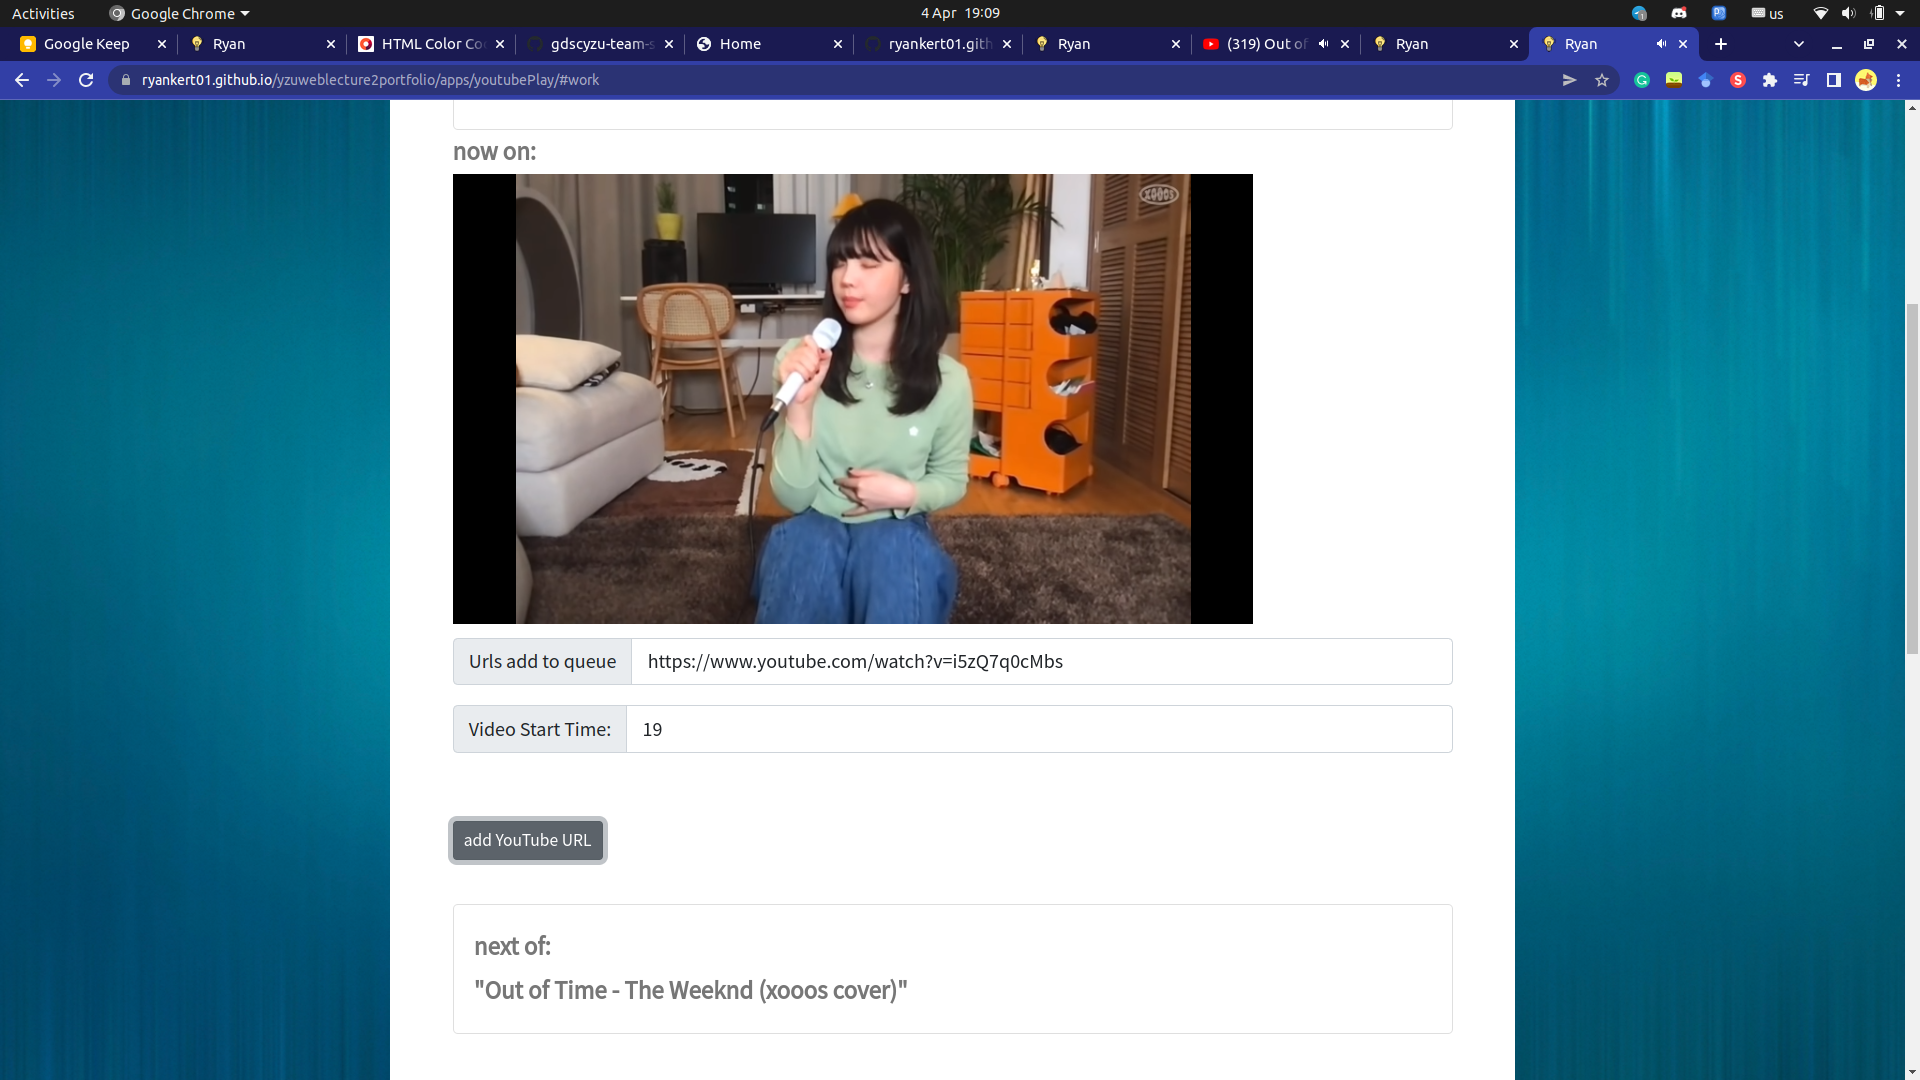 Activities
Google Chrome
4 Apr 19:09
us
Google Keep
Ryan
HTML Color Co
gdscyzu-team-s
Home
ryankert01.gith
Ryan
(319) Out of
Ryan
Ryan
ryankert01.github.io/yzuweblecture2portfolio/apps/youtubePlay/#work
now on:
xooos
Urls add to queue
https://www.youtube.com/watch?v=i5zQ7q0cMbs
Video Start Time:
19
add YouTube URL
next of:
"Out of Time - The Weeknd (xooos cover)"